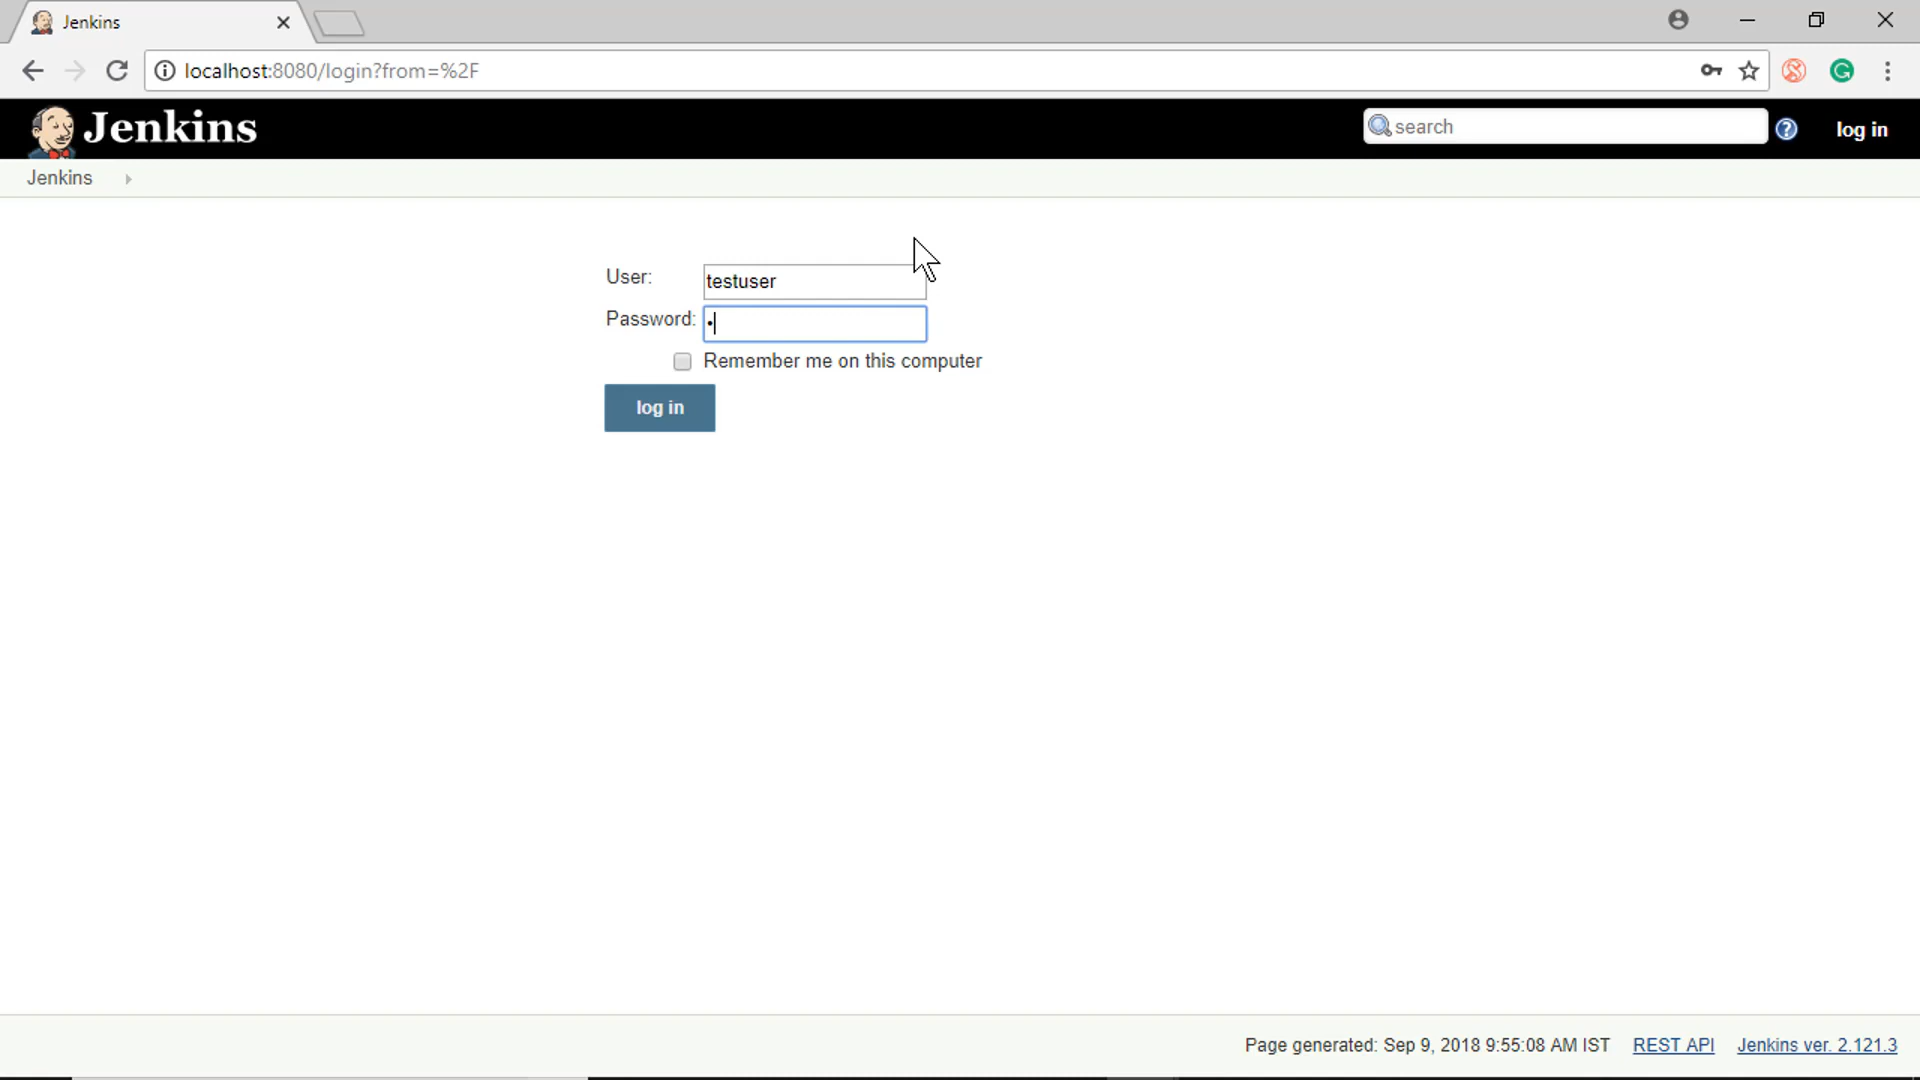 Jenkins
localhost:8080/login?from=%2F
Jenkins
search
log in
Jenkins
User:
testuser
Password:
•
Remember me on this computer
log in
Page generated: Sep 9, 2018 9:55:08 AM IST REST API Jenkins ver. 2.121.3